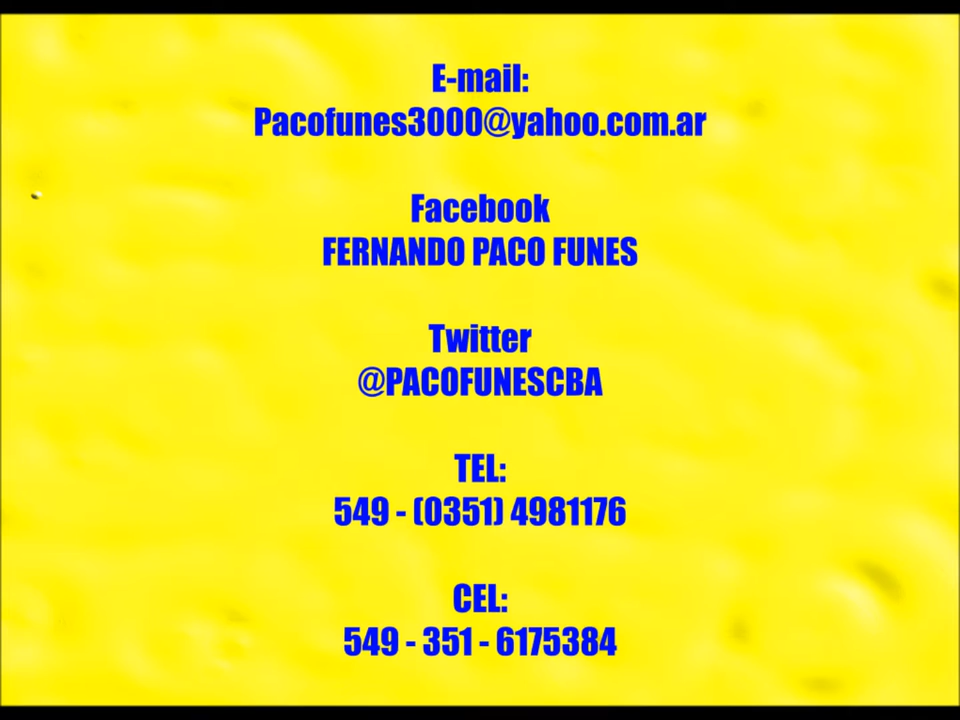 E-mail:
Pacofunes3000@yahoo.com.ar
Facebook
FERNANDO PACO FUNES
Twitter
@PACOFUNESCBA
TEL:
549 - (0351) 4981176
CEL:
549 - 351 - 6175384